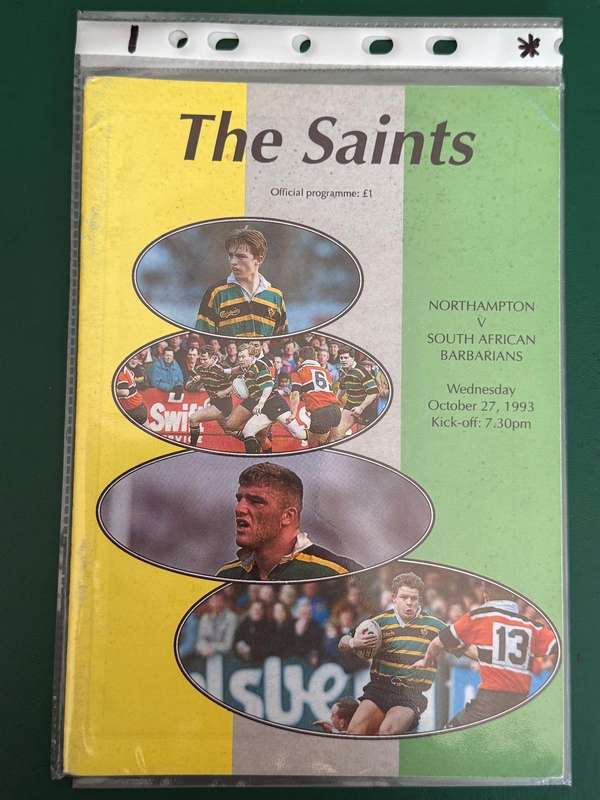 1
*
The Saints
Official programme: £1
NORTHAMPTON
V
SOUTH AFRICAN
BARBARIANS
Wednesday
October 27, 1993
Kick-off: 7.30pm
6
Swift
13